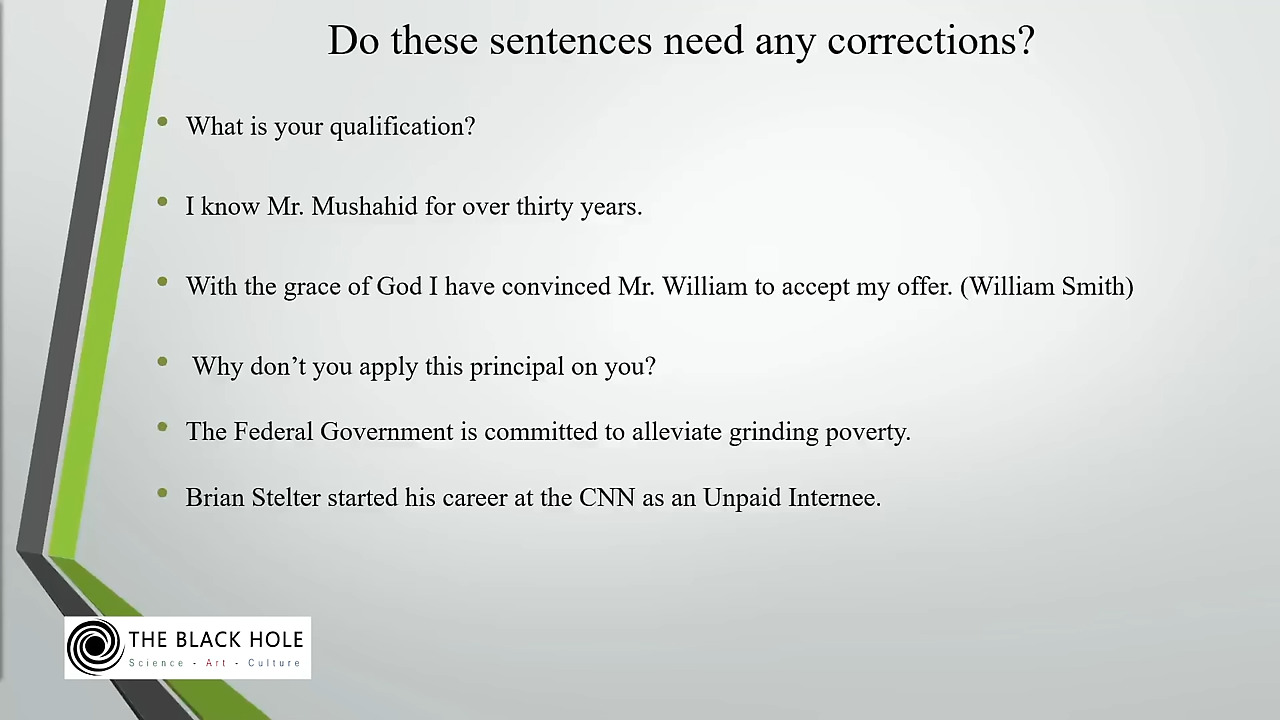 Do these sentences need any corrections?
• What is your qualification?
• I know Mr. Mushahid for over thirty years.
• With the grace of God I have convinced Mr. William to accept my offer. (William Smith)
• Why don’t you apply this principal on you?
• The Federal Government is committed to alleviate grinding poverty.
• Brian Stelter started his career at the CNN as an Unpaid Internee.
THE BLACK HOLE
Science - Art - Culture